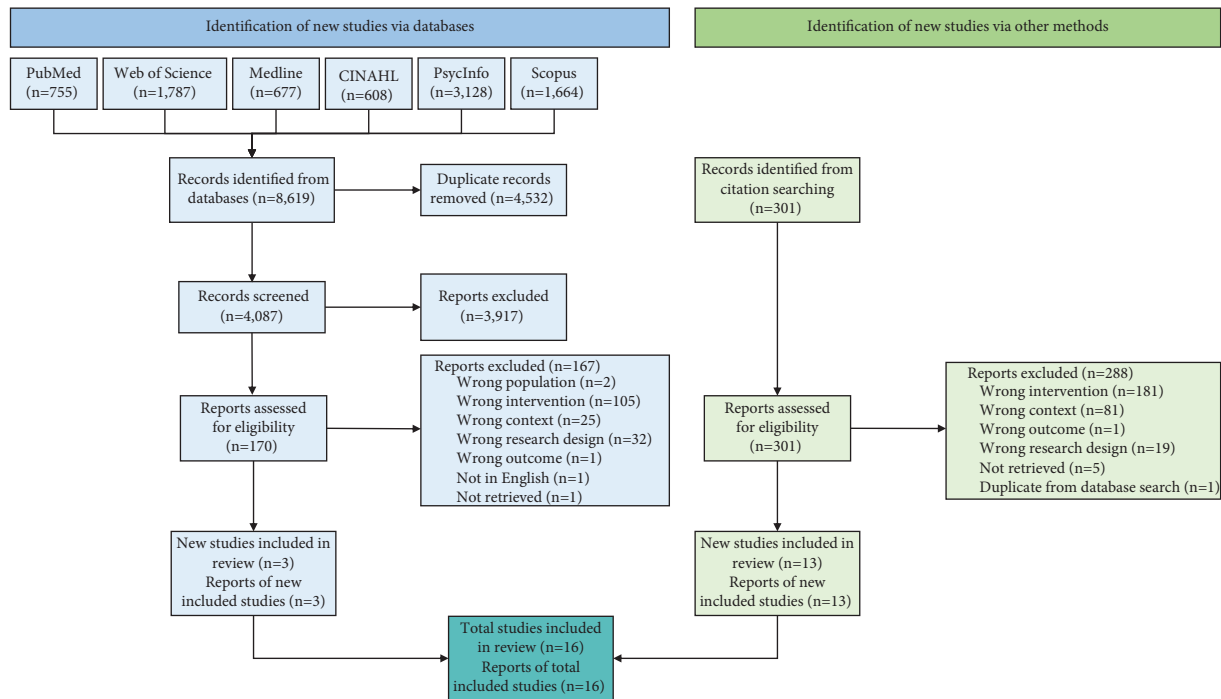 Identification of new studies via databases
Identification of new studies via other methods
PubMed
(n=755)
Web of Science
(n=1,787)
Medline
(n=677)
CINAHL
(n=608)
PsycInfo
(n=3,128)
Scopus
(n=1,664)
Records identified from
databases (n=8,619)
Duplicate records
removed (n=4,532)
Records identified from
citation searching
(n=301)
Records screened
(n=4,087)
Reports excluded
(n=3,917)
Reports assessed
for eligibility
(n=170)
Reports excluded (n=167)
Wrong population (n=2)
Wrong intervention (n=105)
Wrong context (n=25)
Wrong research design (n=32)
Wrong outcome (n=1)
Not in English (n=1)
Not retrieved (n=1)
Reports assessed
for eligibility
(n=301)
Reports excluded (n=288)
Wrong intervention (n=181)
Wrong context (n=81)
Wrong outcome (n=1)
Wrong research design (n=19)
Not retrieved (n=5)
Duplicate from database search (n=1)
New studies included in
review (n=3)
Reports of new
included studies (n=3)
New studies included in
review (n=13)
Reports of new
included studies (n=13)
Total studies included
in review (n=16)
Reports of total
included studies (n=16)